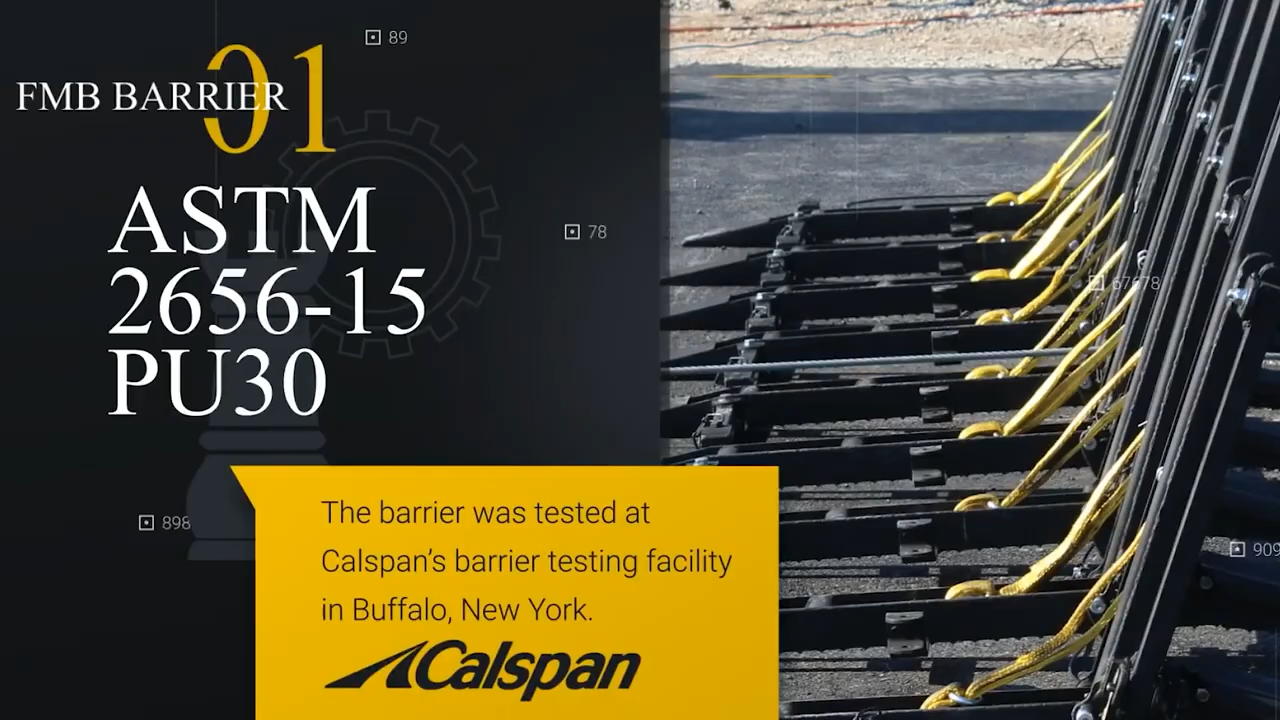 89
01
FMB BARRIER
ASTM
2656-15
PU30
78
67678
898
909
The barrier was tested at
Calspan’s barrier testing facility
in Buffalo, New York.
Calspan